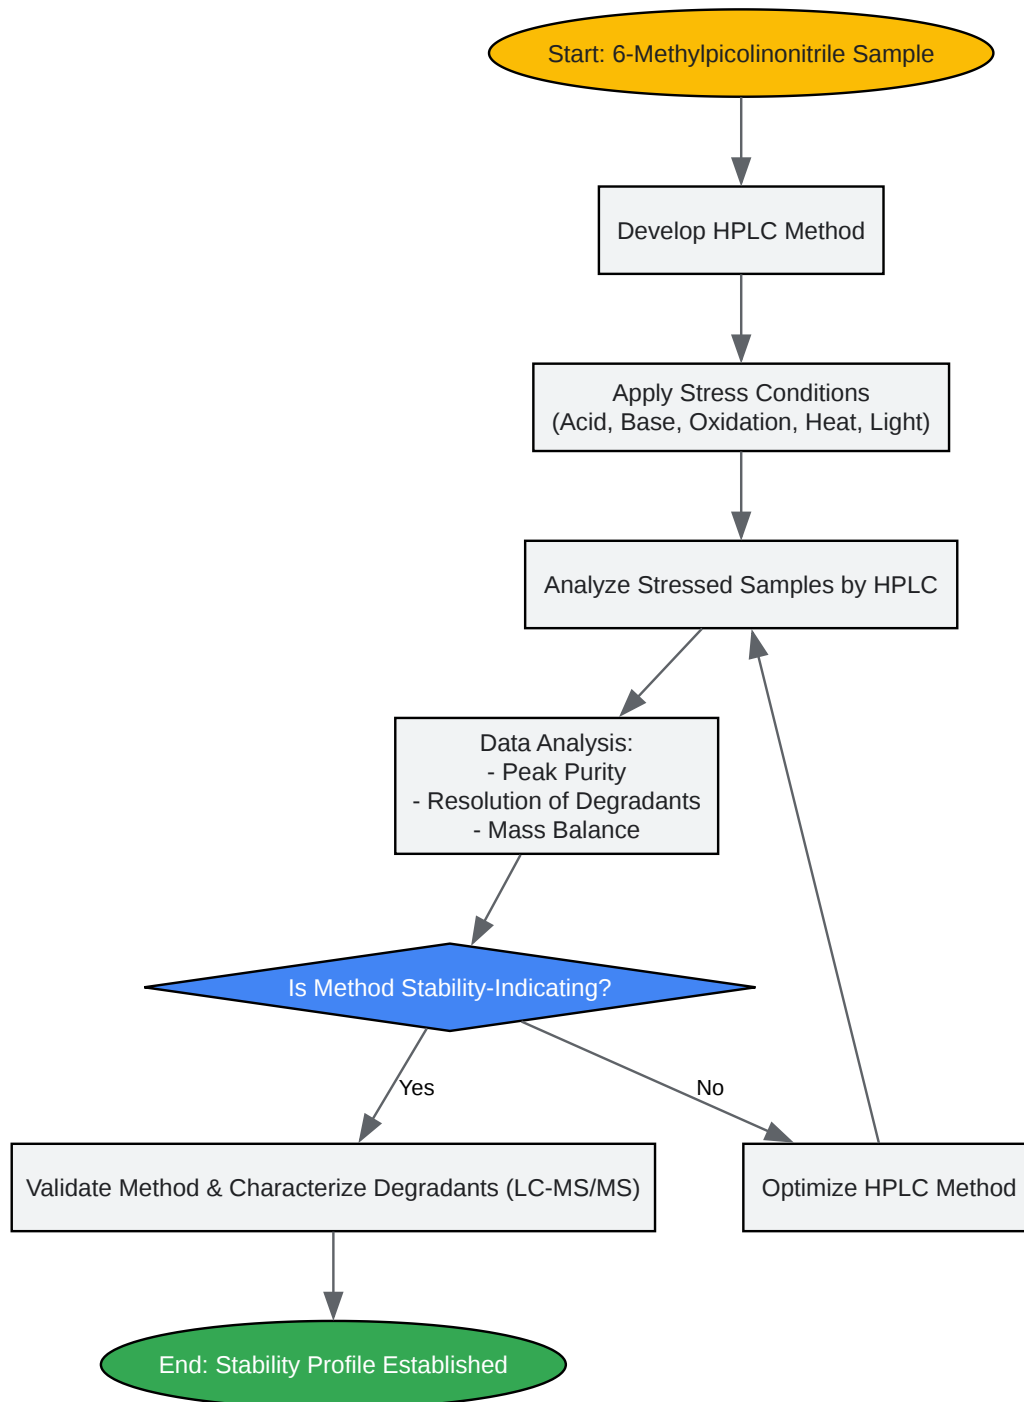 Start: 6-Methylpicolinonitrile Sample
Develop HPLC Method
Apply Stress Conditions
(Acid, Base, Oxidation, Heat, Light)
Analyze Stressed Samples by HPLC
Data Analysis:
- Peak Purity
- Resolution of Degradants
- Mass Balance
Is Method Stability-Indicating?
Yes
No
Validate Method & Characterize Degradants (LC-MS/MS)
Optimize HPLC Method
End: Stability Profile Established